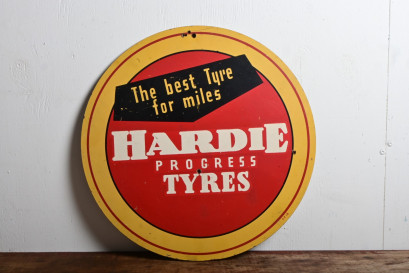 The best Tyre
for miles
HARDIE
PROGRESS
TYRES